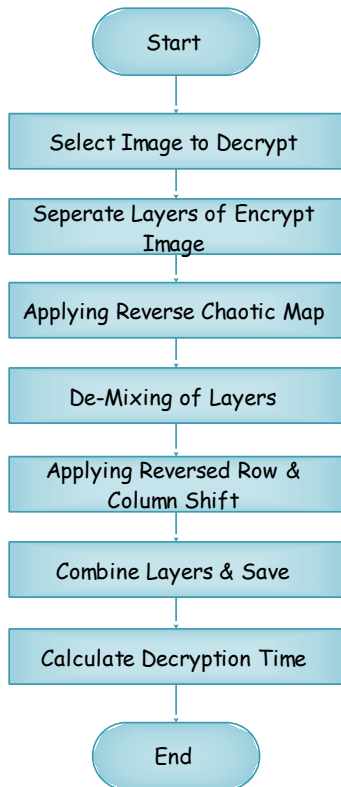 Start
Select Image to Decrypt
Seperate Layers of Encrypt
Image
Applying Reverse Chaotic Map
De-Mixing of Layers
Applying Reversed Row &
Column Shift
Combine Layers & Save
Calculate Decryption Time
End